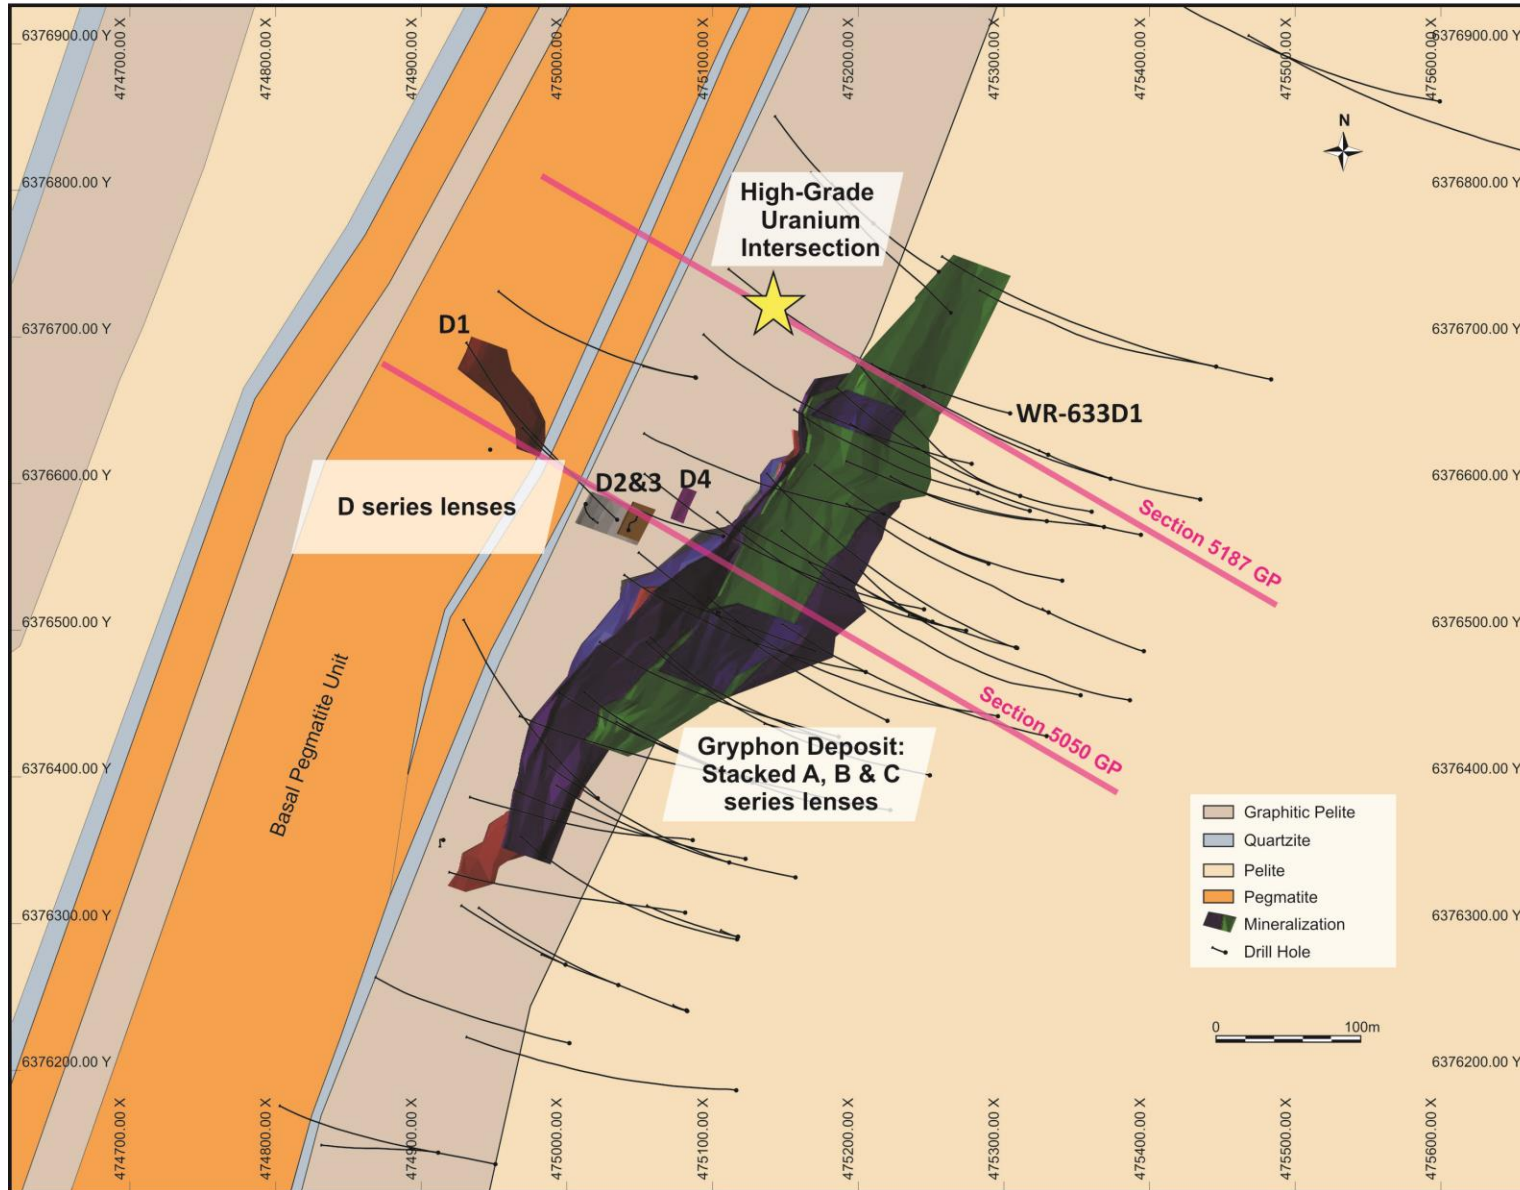 474700.00 X
474800.00 X
474900.00 X
475000.00 X
475100.00 X
475200.00 X
475300.00 X
475400.00 X
475500.00 X
475600.00 X
6376900.00 Y
6376900.00 Y
N
6376800.00 Y
6376800.00 Y
High-Grade
Uranium
Intersection
6376700.00 Y
6376700.00 Y
D1
WR-633D1
6376600.00 Y
6376600.00 Y
D2&3
D4
D series lenses
Section 5187 GP
6376500.00 Y
6376500.00 Y
Basal Pegmatite Unit
Section 5050 GP
Gryphon Deposit:
Stacked A, B & C
series lenses
6376400.00 Y
6376400.00 Y
Graphitic Pelite
Quartzite
Pelite
Pegmatite
Mineralization
Drill Hole
6376300.00 Y
6376300.00 Y
0 100m
6376200.00 Y
6376200.00 Y
474700.00 X
474800.00 X
474900.00 X
475000.00 X
475100.00 X
475200.00 X
475300.00 X
475400.00 X
475500.00 X
475600.00 X